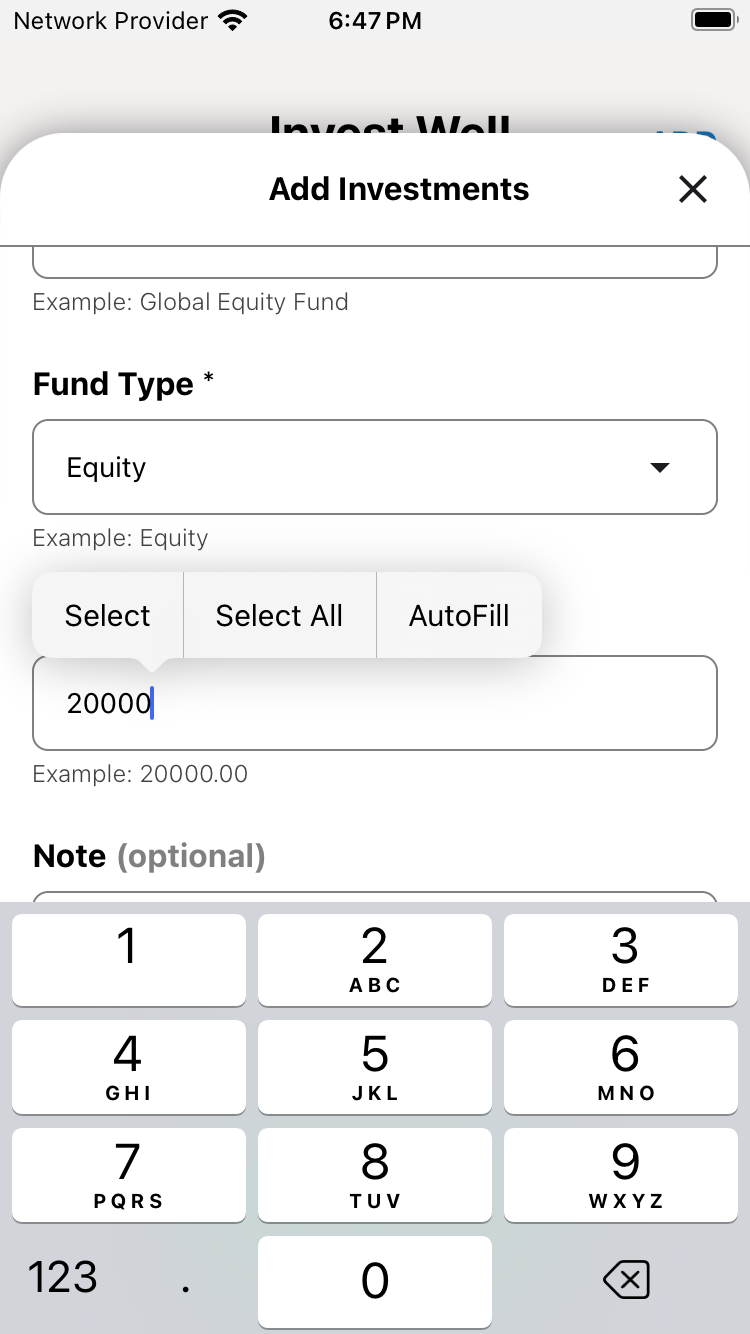 Network Provider 6:47 PM
Invest Well
Add Investments
Example: Global Equity Fund
Fund Type *
Equity
Example: Equity
Select Select All AutoFill
20000
Example: 20000.00
Note (optional)
1 2 3
ABC DEF
4 5 6
GHI JKL MNO
7 8 9
PQRS TUV WXYZ
123 . 0